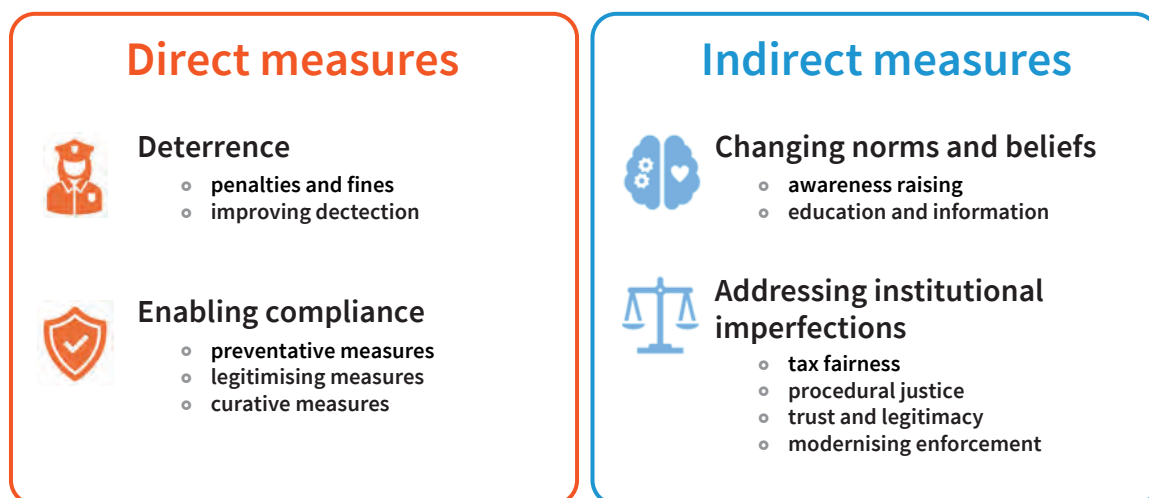 Direct measures
Deterrence
penalties and fines
improving dectection
Enabling compliance
preventative measures
legitimising measures
curative measures
Indirect measures
Changing norms and beliefs
awareness raising
education and information
Addressing institutional
imperfections
tax fairness
procedural justice
trust and legitimacy
modernising enforcement